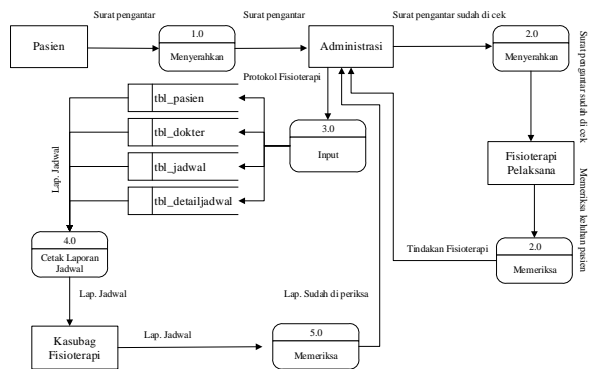 Surat pengantar
Surat pengantar
Surat pengantar sudah di cek
Pasien
1.0
Menyerahkan
Administrasi
2.0
Menyerahkan
Surat pengantar sudah di cek
Protokol Fisioterapi
tbl_pasien
tbl_dokter
tbl_jadwal
tbl_detailjadwal
3.0
Input
Fisioterapi
Pelaksana
Memeriksa keluhan pasien
Lap. Jadwal
4.0
Cetak Laporan
Jadwal
Tindakan Fisioterapi
2.0
Memeriksa
Lap. Jadwal
Lap. Sudah di periksa
Kasubag
Fisioterapi
Lap. Jadwal
5.0
Memeriksa